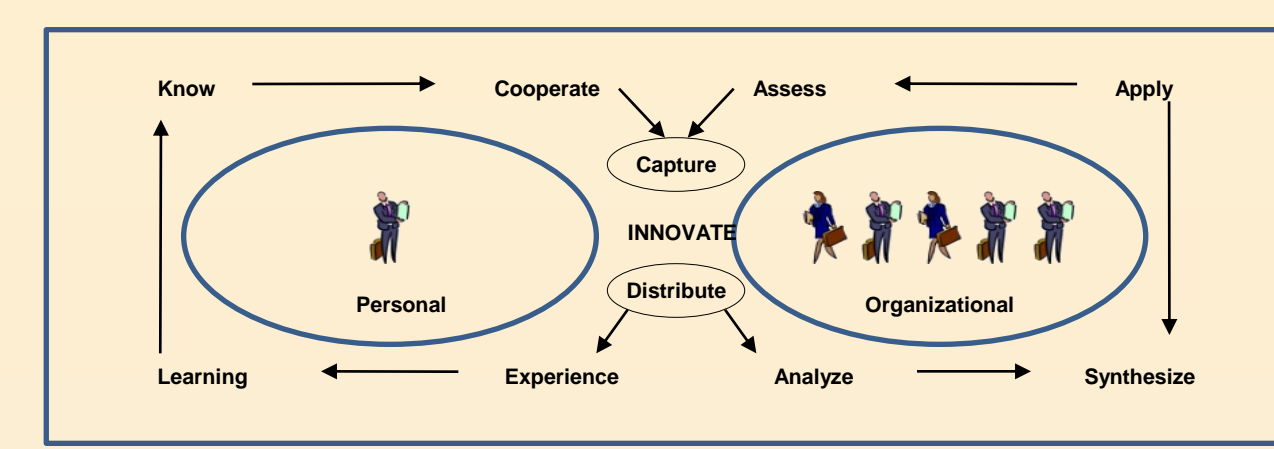 Know
Cooperate
Assess
Apply
Capture
INNOVATE
Distribute
Personal
Organizational
Learning
Experience
Analyze
Synthesize